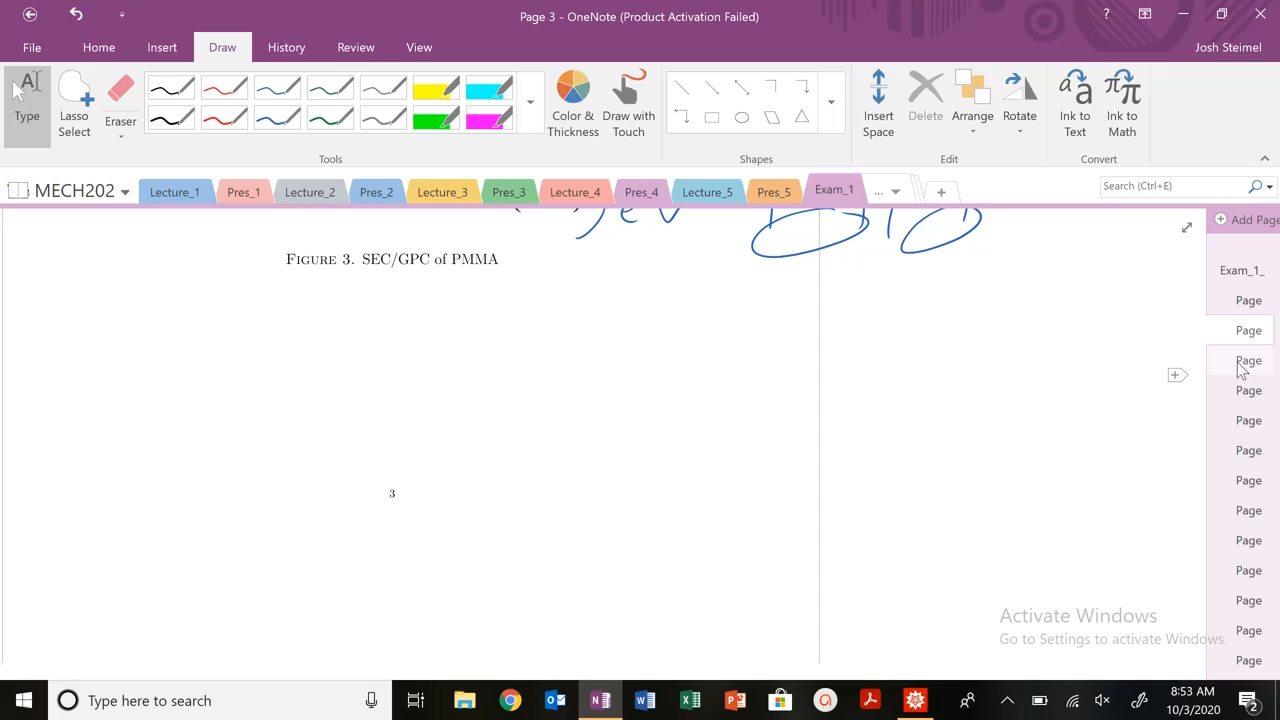 Page 3 - OneNote (Product Activation Failed)
?
File
Home
Insert
Draw
History
Review
View
Josh Steimel
Type
Lasso
Select
Eraser
Color &
Thickness
Draw with
Touch
Insert
Space
Delete
Arrange
Rotate
Ink to
Text
Ink to
Math
Tools
Shapes
Edit
Convert
MECH202
Lecture_1
Pres_1
Lecture_2
Pres_2
Lecture_3
Pres_3
Lecture_4
Pres_4
Lecture_5
Pres_5
Exam_1
...
Search (Ctrl+E)
Add Page
FIGURE 3. SEC/GPC of PMMA
3
Exam_1_
Page
Page
Page
Page
Page
Page
Page
Page
Page
Page
Page
Page
Page
Activate Windows
Go to Settings to activate Windows.
Type here to search
8:53 AM
10/3/2020
2